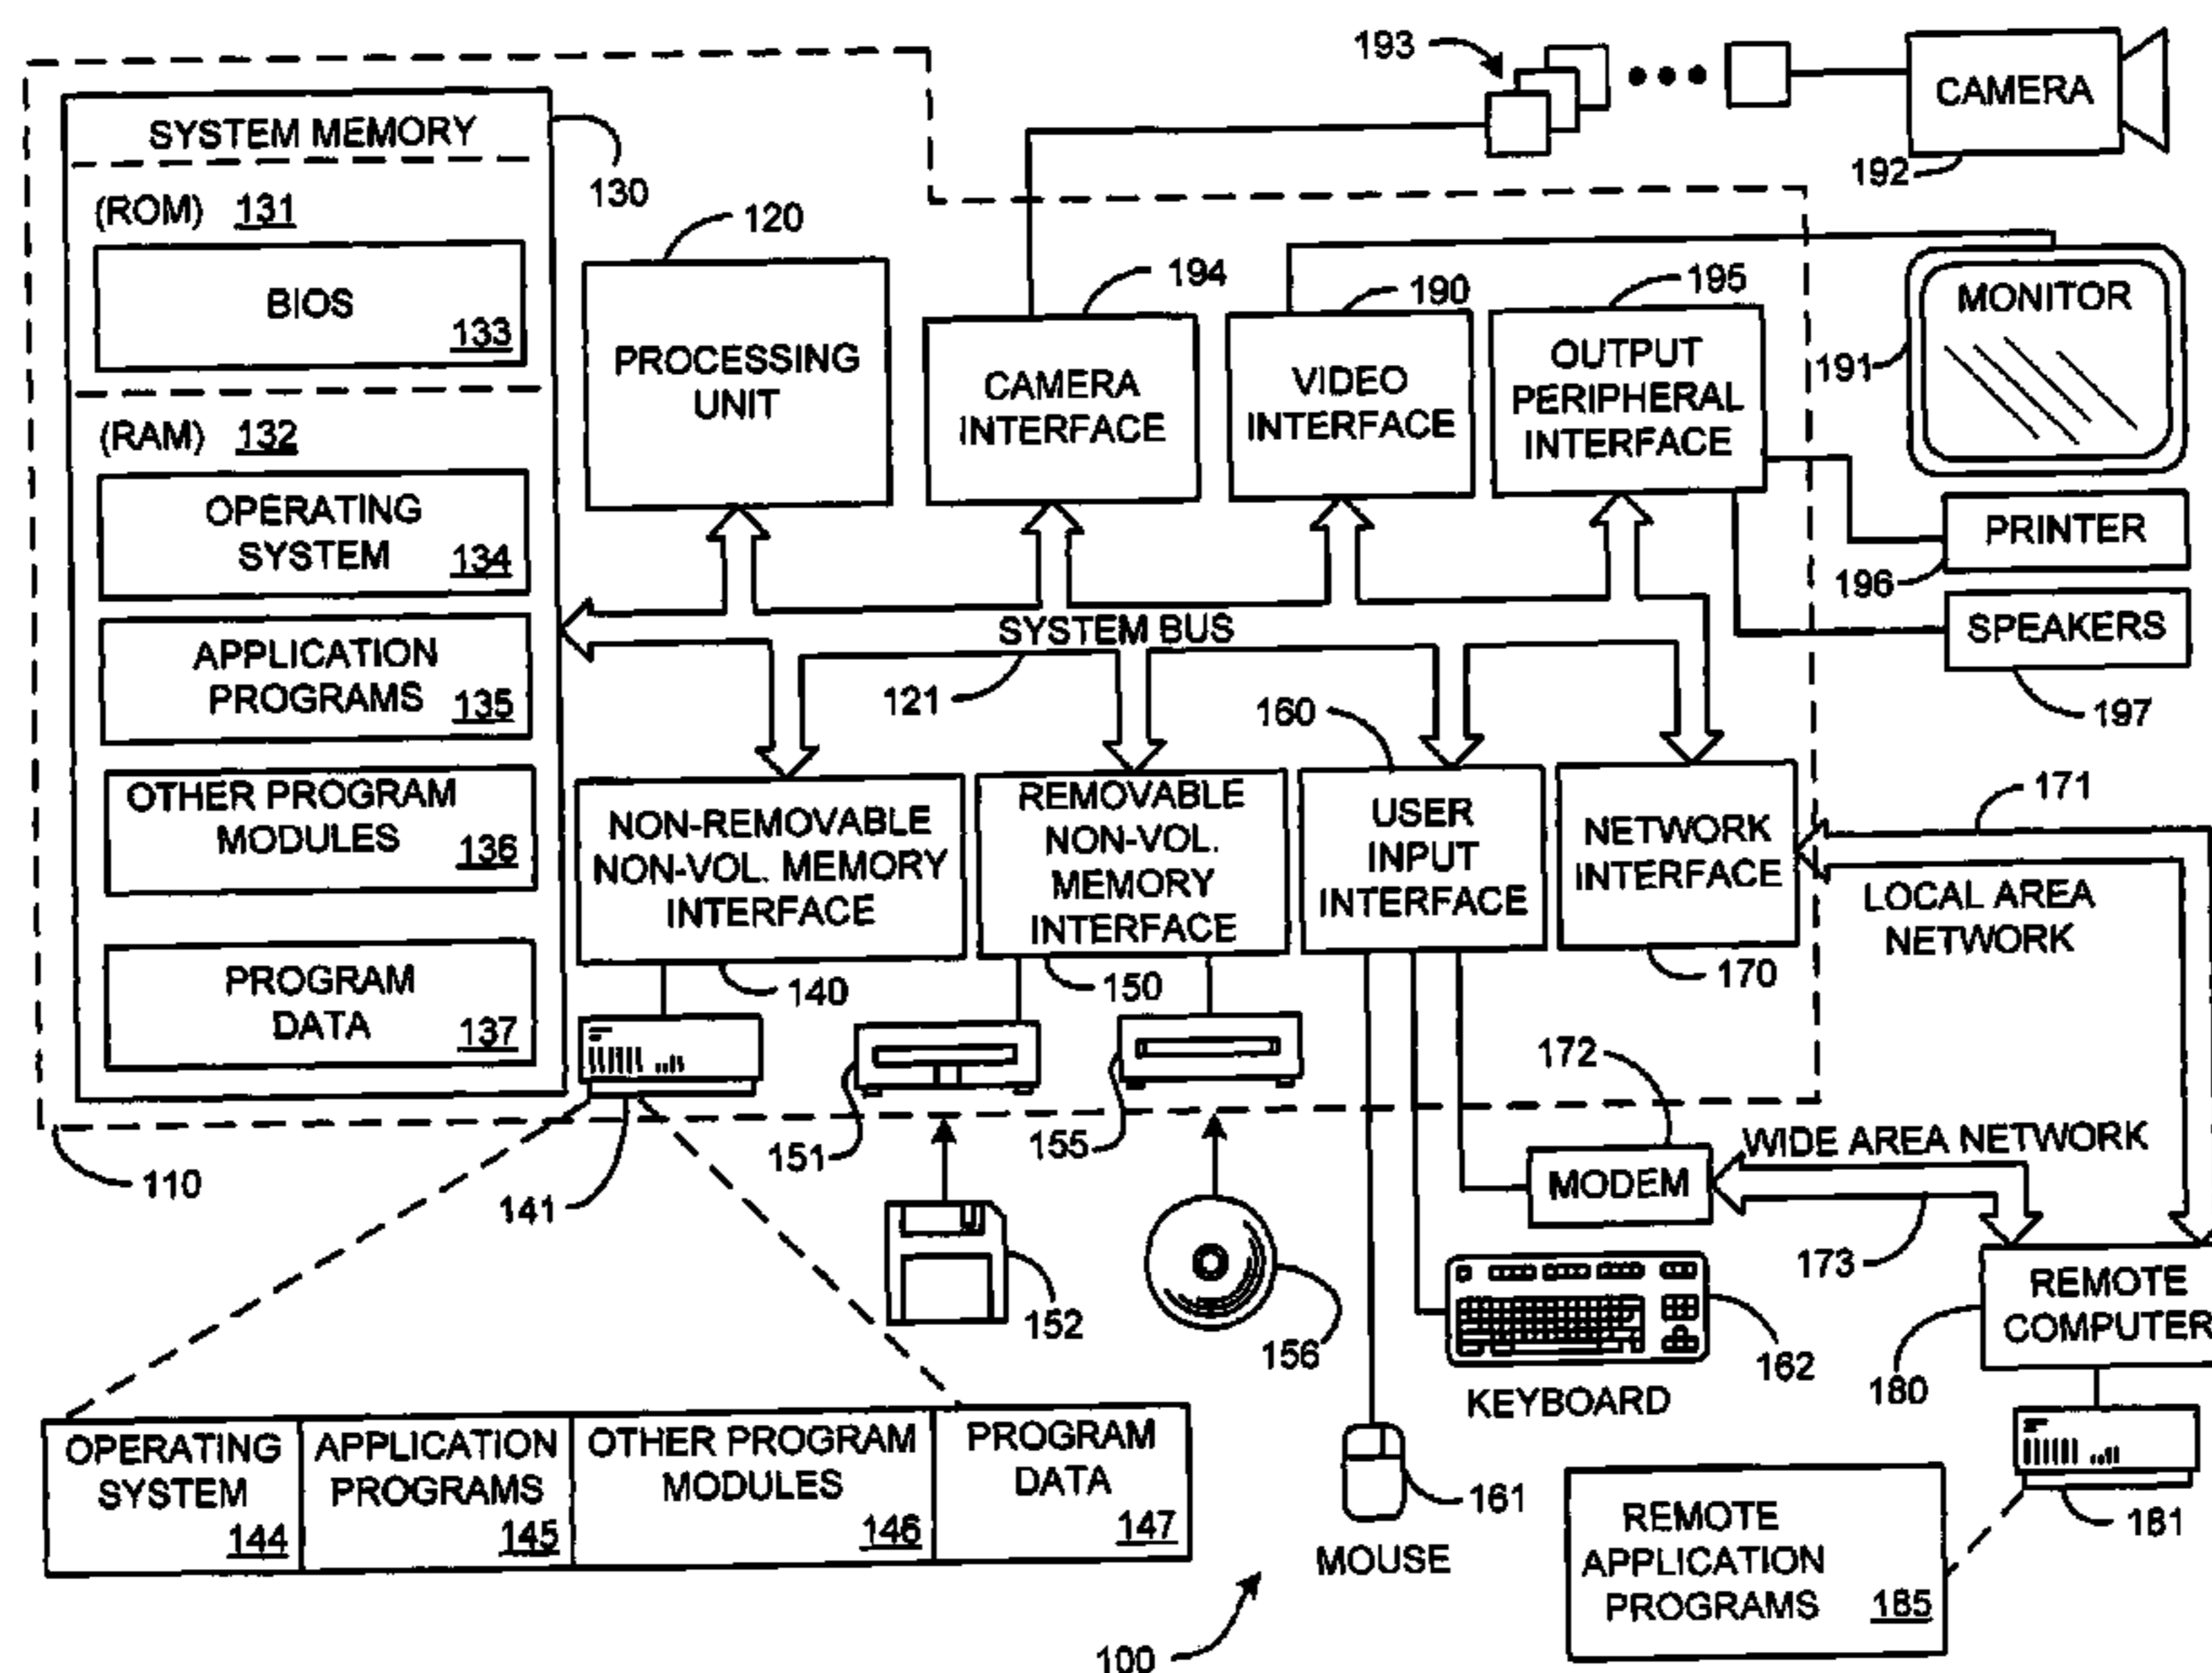 193
CAMERA
192
SYSTEM MEMORY
130
(ROM) 131
BIOS
133
120
PROCESSING
UNIT
194
CAMERA
INTERFACE
190
VIDEO
INTERFACE
195
OUTPUT
PERIPHERAL
INTERFACE
MONITOR
191
(RAM) 132
OPERATING
SYSTEM
134
PRINTER
196
APPLICATION
PROGRAMS
135
SYSTEM BUS
121
SPEAKERS
197
OTHER PROGRAM
MODULES
136
NON-REMOVABLE
NON-VOL. MEMORY
INTERFACE
140
REMOVABLE
NON-VOL.
MEMORY
INTERFACE
150
160
USER
INPUT
INTERFACE
NETWORK
INTERFACE
170
171
LOCAL AREA
NETWORK
PROGRAM
DATA
137
110
141
151
152
155
156
172
MODEM
WIDE AREA NETWORK
173
REMOTE
COMPUTER
180
162
KEYBOARD
161
MOUSE
OPERATING
SYSTEM
144
APPLICATION
PROGRAMS
145
OTHER PROGRAM
MODULES
146
PROGRAM
DATA
147
181
REMOTE
APPLICATION
PROGRAMS
185
100